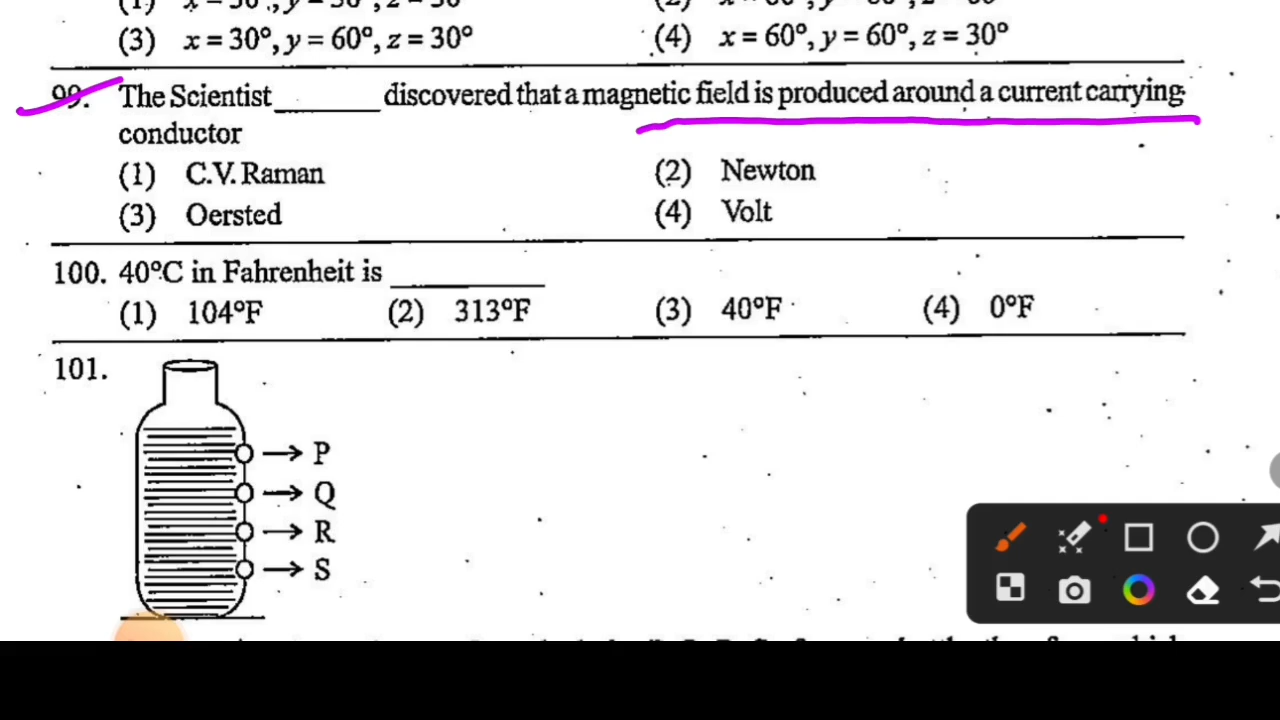 (3) x = 30°, y = 60°, z = 30° (4) x = 60°, y = 60°, z = 30°
99. The Scientist ________ discovered that a magnetic field is produced around a current carrying
conductor
(1) C.V. Raman (2) Newton
(3) Oersted (4) Volt
100. 40°C in Fahrenheit is ________
(1) 104°F (2) 313°F (3) 40°F (4) 0°F
101.
P
Q
R
S